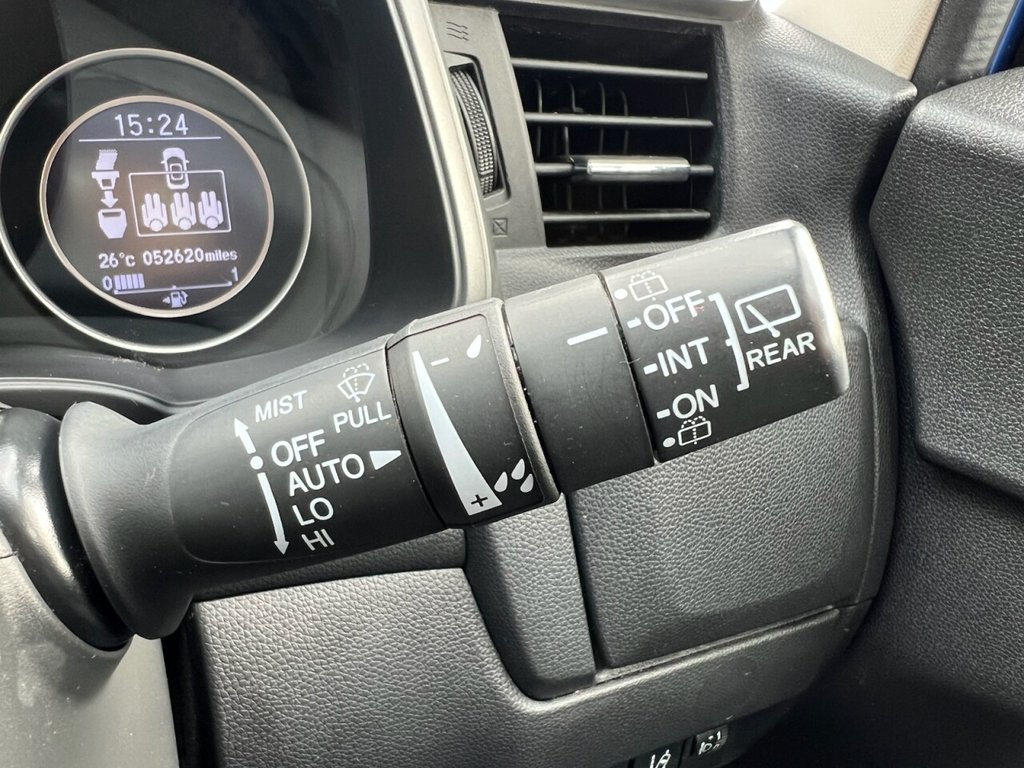 15:24
26°c 052620miles
0 1
MIST
PULL
OFF
AUTO
LO
HI
- +
OFF
-INT
-ON
REAR